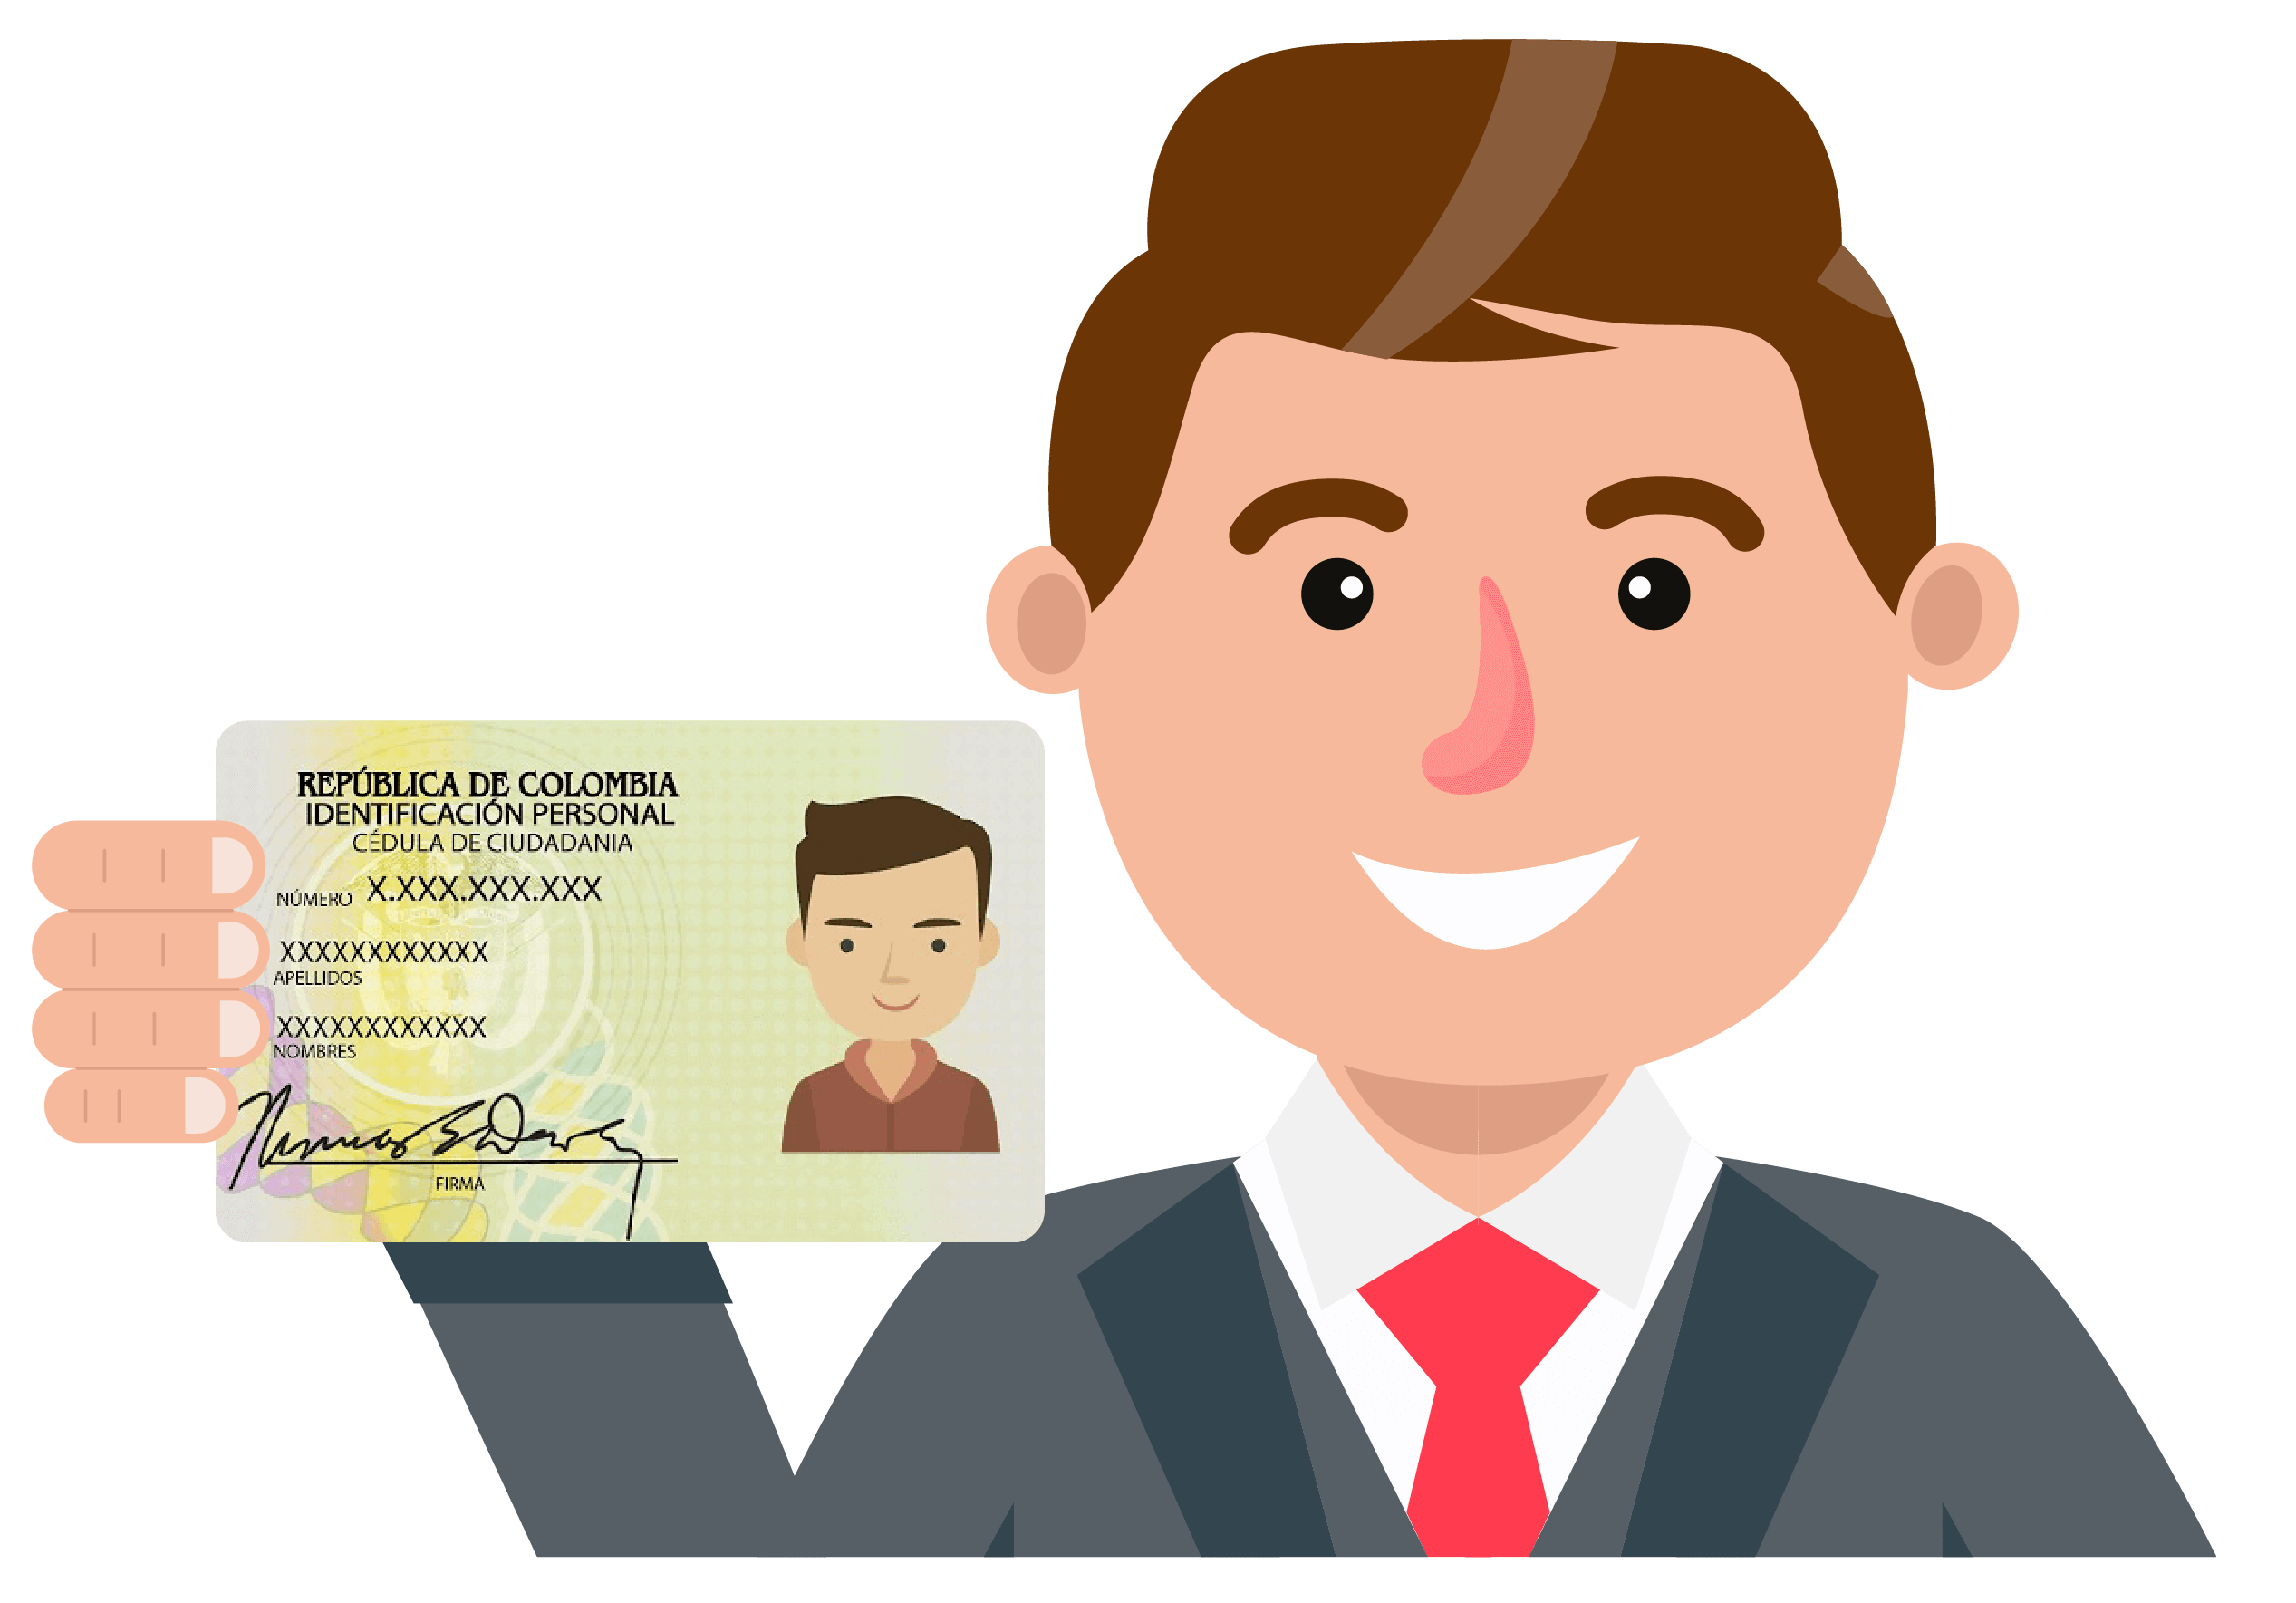 REPÚBLICA DE COLOMBIA
IDENTIFICACIÓN PERSONAL
CÉDULA DE CIUDADANIA
NÚMERO X.XXX.XXX.XXX
XXXXXXXXXXXX
APELLIDOS
XXXXXXXXXXXX
NOMBRES
FIRMA